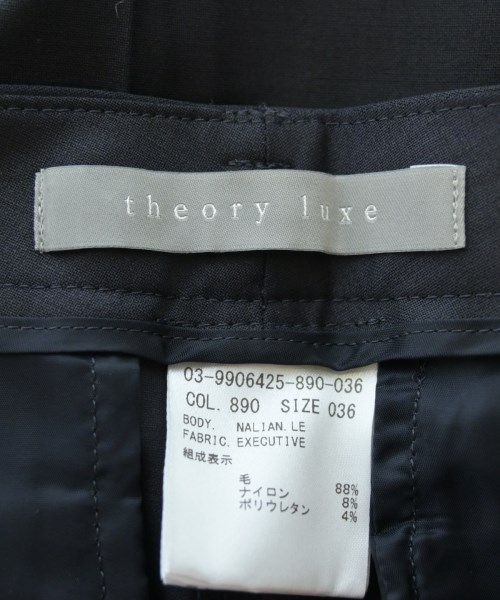 theory luxe
03-9906425-890-036
COL. 890 SIZE 036
BODY. NALIAN.LE
FABRIC. EXECUTIVE
組成表示
毛 88%
ナイロン 8%
ポリウレタン 4%